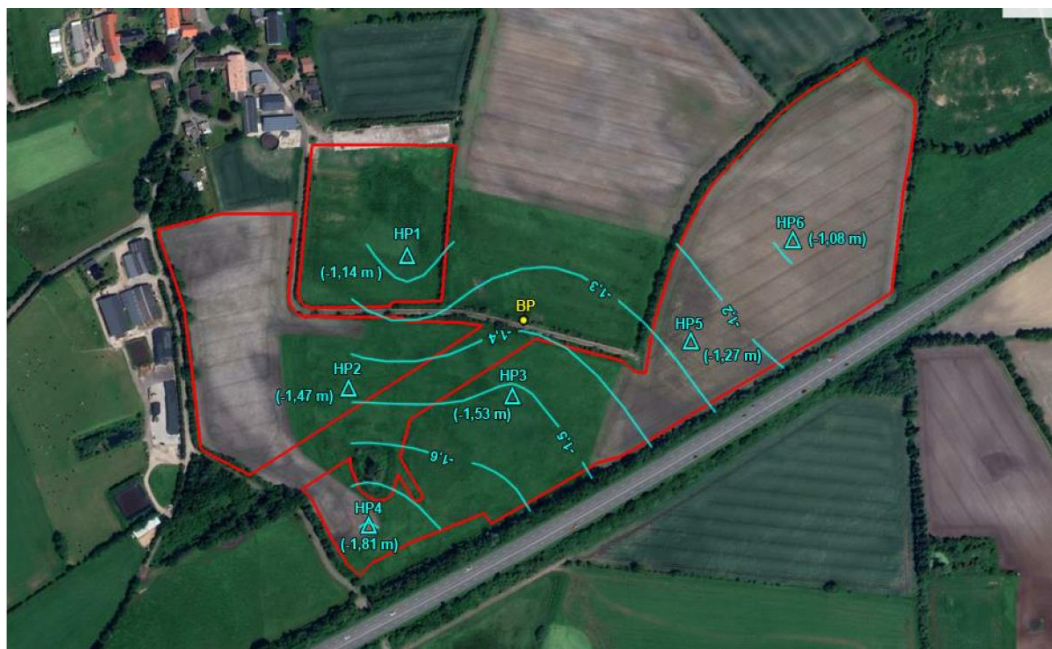 HP1
(-1,14 m )
HP6
(-1,08 m)
-1,3
-1,2
BP
-1,4
HP5
(-1,27 m)
HP2
(-1,47 m)
HP3
(-1,53 m)
-1,5
-1,6
HP4
(-1,81 m)